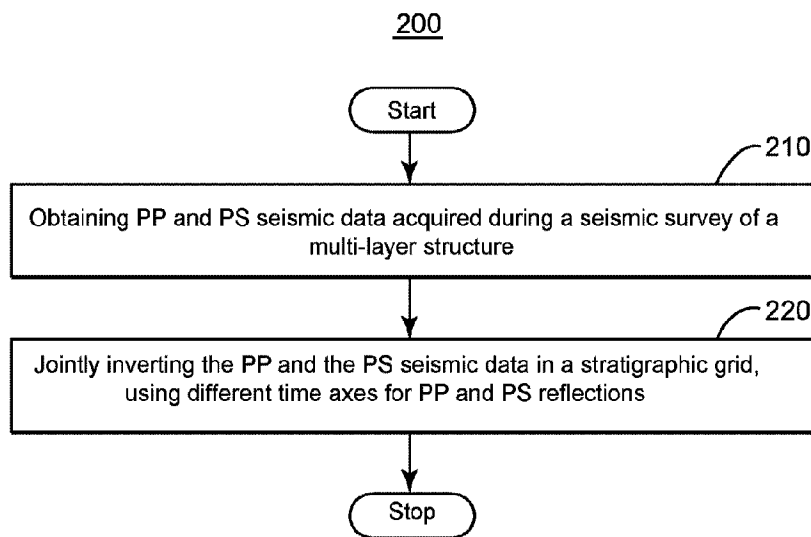 200
Start
210
Obtaining PP and PS seismic data acquired during a seismic survey of a
multi-layer structure
220
Jointly inverting the PP and the PS seismic data in a stratigraphic grid,
using different time axes for PP and PS reflections
Stop